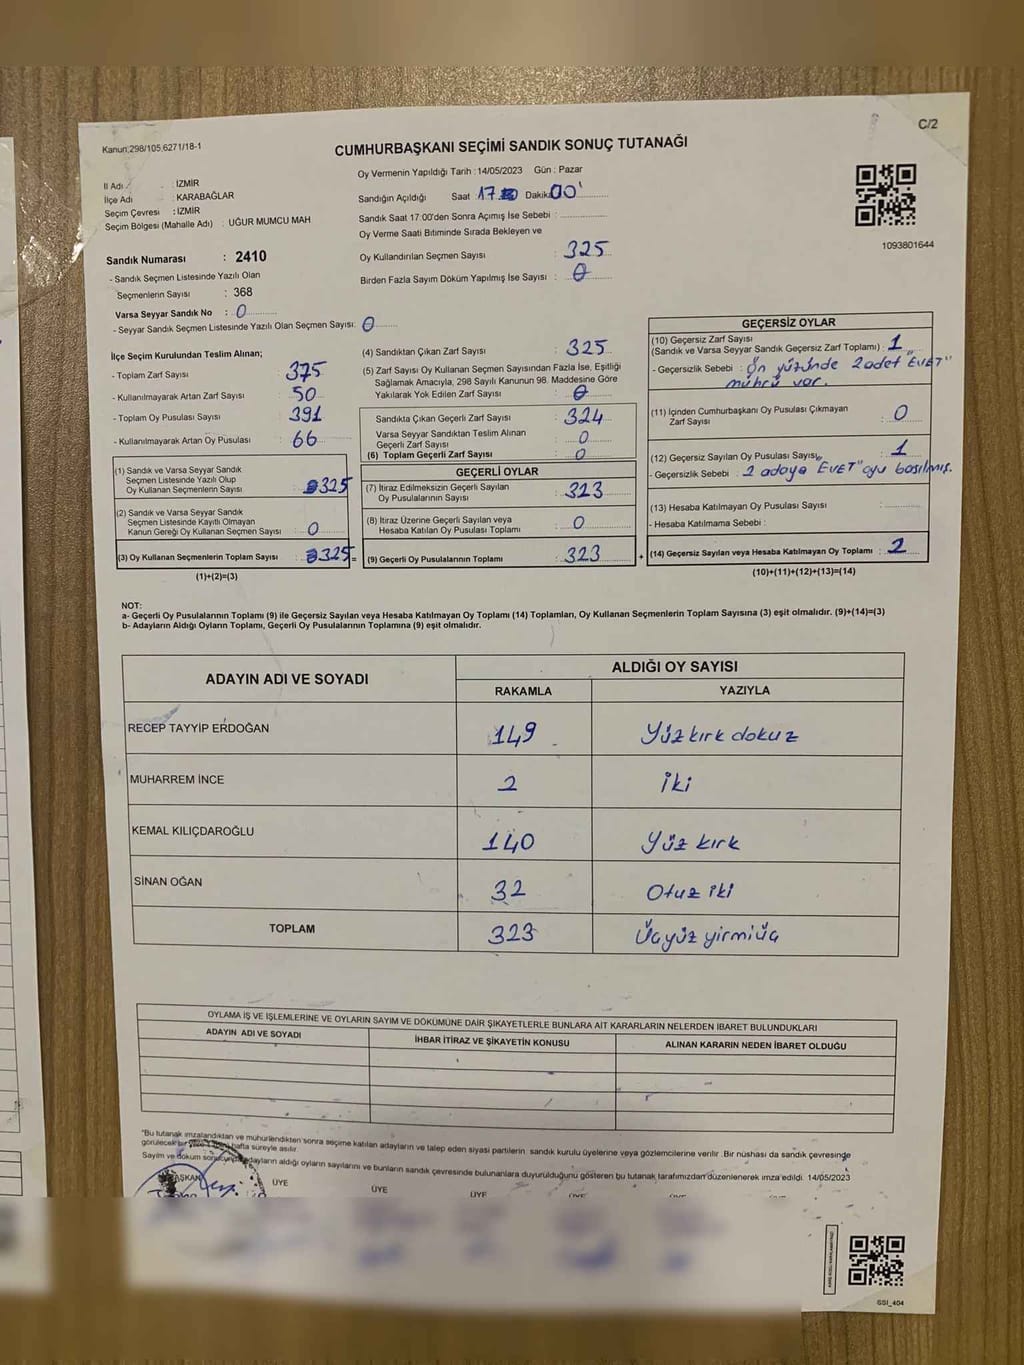 C/2
Kanun:298/105,6271/18-1
CUMHURBAŞKANI SEÇİMİ SANDIK SONUÇ TUTANAĞI
Oy Vermenin Yapıldığı Tarih : 14/05/2023 Gün : Pazar
İl Adı : İZMİR
İlçe Adı : KARABAĞLAR
Seçim Çevresi : İZMİR
Seçim Bölgesi (Mahalle Adı) : UĞUR MUMCU MAH
Sandığın Açıldığı Saat 17 Dakika 00'
Sandık Saat 17:00'den Sonra Açımış İse Sebebi :
Oy Verme Saati Bitiminde Sırada Bekleyen ve
Oy Kullandırılan Seçmen Sayısı : 325
Birden Fazla Sayım Döküm Yapılmış İse Sayısı : 0
1093801644
Sandık Numarası : 2410
- Sandık Seçmen Listesinde Yazılı Olan
Seçmenlerin Sayısı : 368
Varsa Seyyar Sandık No : 0
- Seyyar Sandık Seçmen Listesinde Yazılı Olan Seçmen Sayısı: 0
İlçe Seçim Kurulundan Teslim Alınan;
- Toplam Zarf Sayısı : 375
- Kullanılmayarak Artan Zarf Sayısı : 50
- Toplam Oy Pusulası Sayısı : 391
- Kullanılmayarak Artan Oy Pusulası : 66
(1) Sandık ve Varsa Seyyar Sandık
Seçmen Listesinde Yazılı Olup
Oy Kullanan Seçmenlerin Sayısı : 325
(2) Sandık ve Varsa Seyyar Sandık
Seçmen Listesinde Kayıtlı Olmayan
Kanun Gereği Oy Kullanan Seçmen Sayısı : 0
(3) Oy Kullanan Seçmenlerin Toplam Sayısı : 325 =
(1)+(2)=(3)
(4) Sandıktan Çıkan Zarf Sayısı : 325
(5) Zarf Sayısı Oy Kullanan Seçmen Sayısından Fazla İse, Eşitliği
Sağlamak Amacıyla, 298 Sayılı Kanunun 98. Maddesine Göre
Yakılarak Yok Edilen Zarf Sayısı : 0
Sandıkta Çıkan Geçerli Zarf Sayısı : 324
Varsa Seyyar Sandıktan Teslim Alınan
Geçerli Zarf Sayısı : 0
(6) Toplam Geçerli Zarf Sayısı : 0
GEÇERLİ OYLAR
(7) İtiraz Edilmeksizin Geçerli Sayılan
Oy Pusulalarının Sayısı : 323
(8) İtiraz Üzerine Geçerli Sayılan veya
Hesaba Katılan Oy Pusulası Toplamı : 0
(9) Geçerli Oy Pusulalarının Toplamı : 323 +
GEÇERSİZ OYLAR
(10) Geçersiz Zarf Sayısı
(Sandık ve Varsa Seyyar Sandık Geçersiz Zarf Toplamı) : 1
- Geçersizlik Sebebi : Ön yüzünde 2 adet "EVET"
mührü var.
(11) İçinden Cumhurbaşkanı Oy Pusulası Çıkmayan
Zarf Sayısı : 0
(12) Geçersiz Sayılan Oy Pusulası Sayısı : 1
- Geçersizlik Sebebi : 2 adaya "EVET" oyu basılmış.
(13) Hesaba Katılmayan Oy Pusulası Sayısı :
- Hesaba Katılmama Sebebi :
(14) Geçersiz Sayılan veya Hesaba Katılmayan Oy Toplamı : 2
(10)+(11)+(12)+(13)=(14)
NOT:
a- Geçerli Oy Pusulalarının Toplamı (9) ile Geçersiz Sayılan veya Hesaba Katılmayan Oy Toplamı (14) Toplamları, Oy Kullanan Seçmenlerin Toplam Sayısına (3) eşit olmalıdır. (9)+(14)=(3)
b- Adayların Aldığı Oyların Toplamı, Geçerli Oy Pusulalarının Toplamına (9) eşit olmalıdır.
ADAYIN ADI VE SOYADI ALDIĞI OY SAYISI
RAKAMLA YAZIYLA
RECEP TAYYİP ERDOĞAN 149 Yüz kırk dokuz
MUHARREM İNCE 2 İki
KEMAL KILIÇDAROĞLU 140 Yüz kırk
SİNAN OĞAN 32 Otuz iki
TOPLAM 323 Üçyüz yirmiüç
OYLAMA İŞ VE İŞLEMLERİNE VE OYLARIN SAYIM VE DÖKÜMÜNE DAİR ŞİKAYETLERLE BUNLARA AİT KARARLARIN NELERDEN İBARET BULUNDUKLARI
ADAYIN ADI VE SOYADI İHBAR İTİRAZ VE ŞİKAYETİN KONUSU ALINAN KARARIN NEDEN İBARET OLDUĞU
*Bu tutanak imzalandıktan ve mühürlendikten sonra seçime katılan adayların ve talep eden siyasi partilerin sandık kurulu üyelerine veya gözlemcilerine verilir. Bir nüshası da sandık çevresinde
görülecek bir yere hafta süreyle asılır.
Sayım ve döküm sonucunda adayların aldığı oyların sayılarını ve bunların sandık çevresinde bulunanlara duyurulduğunu gösteren bu tutanak tarafımızdan düzenlenerek imza edildi. 14/05/2023
BAŞKAN ÜYE ÜYE ÜYE
SSI_404